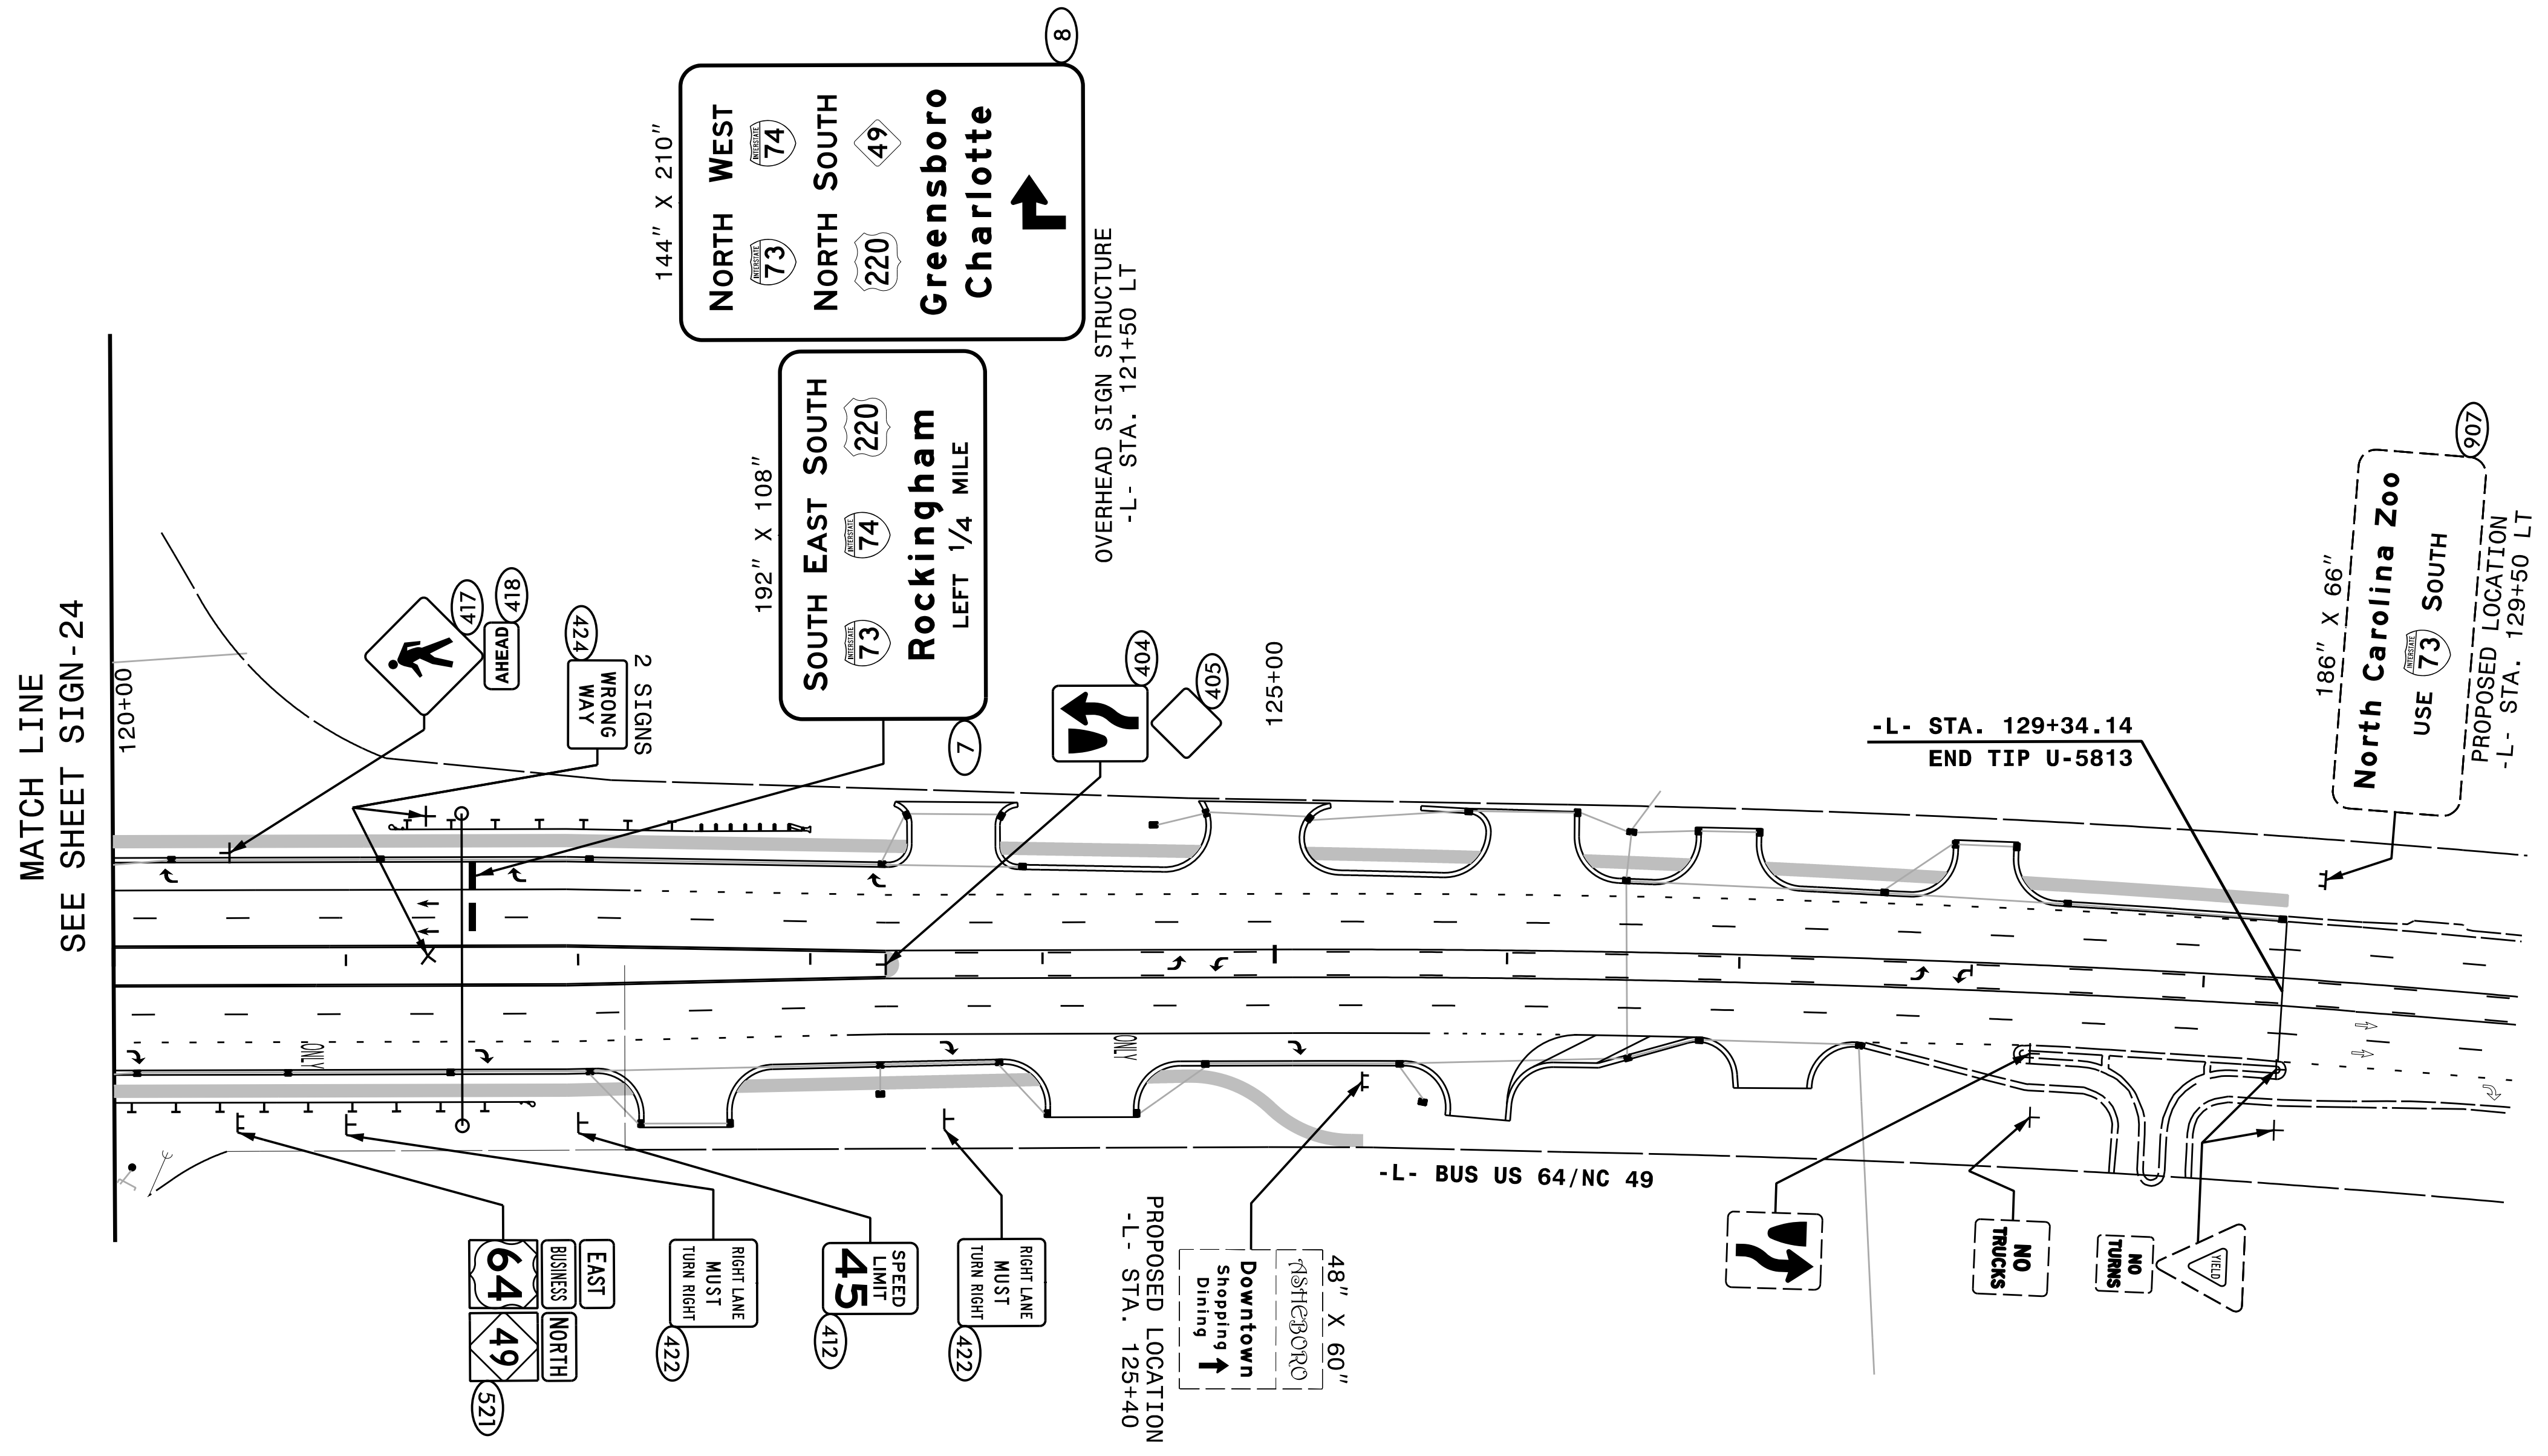 MATCH LINE
SEE SHEET SIGN-24
120+00
417
418
AHEAD
424
WRONG
WAY
2 SIGNS
8
144" X 210"
NORTH WEST
INTERSTATE 73 INTERSTATE 74
NORTH SOUTH
220 49
Greensboro
Charlotte
OVERHEAD SIGN STRUCTURE
-L- STA. 121+50 LT
192" X 108"
SOUTH EAST SOUTH
INTERSTATE 73 INTERSTATE 74 220
Rockingham
LEFT 1/4 MILE
7
404
405
125+00
-L- STA. 129+34.14
END TIP U-5813
907
186" X 66"
North Carolina Zoo
USE INTERSTATE 73 SOUTH
PROPOSED LOCATION
-L- STA. 129+50 LT
ONLY
ONLY
-L- BUS US 64/NC 49
EAST
BUSINESS
64
NORTH
49
521
RIGHT LANE
MUST
TURN RIGHT
422
SPEED
LIMIT
45
412
RIGHT LANE
MUST
TURN RIGHT
422
PROPOSED LOCATION
-L- STA. 125+40
48" X 60"
ASHEBORO
Downtown
Shopping
Dining
NO
TRUCKS
NO
TURNS
YIELD